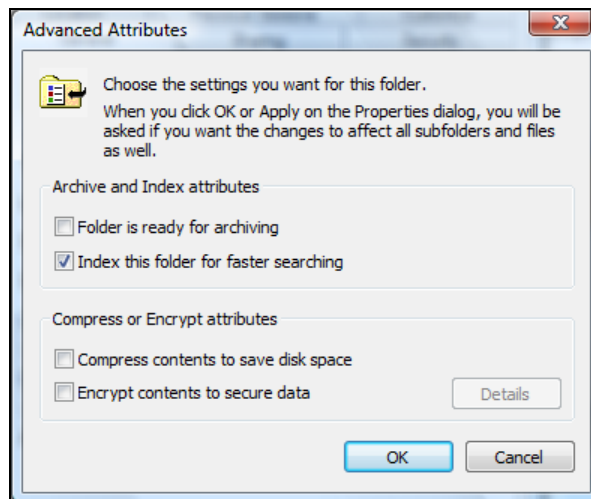 Advanced Attributes
Choose the settings you want for this folder.
When you click OK or Apply on the Properties dialog, you will be
asked if you want the changes to affect all subfolders and files
as well.
Archive and Index attributes
Folder is ready for archiving
Index this folder for faster searching
Compress or Encrypt attributes
Compress contents to save disk space
Encrypt contents to secure data
Details
OK
Cancel